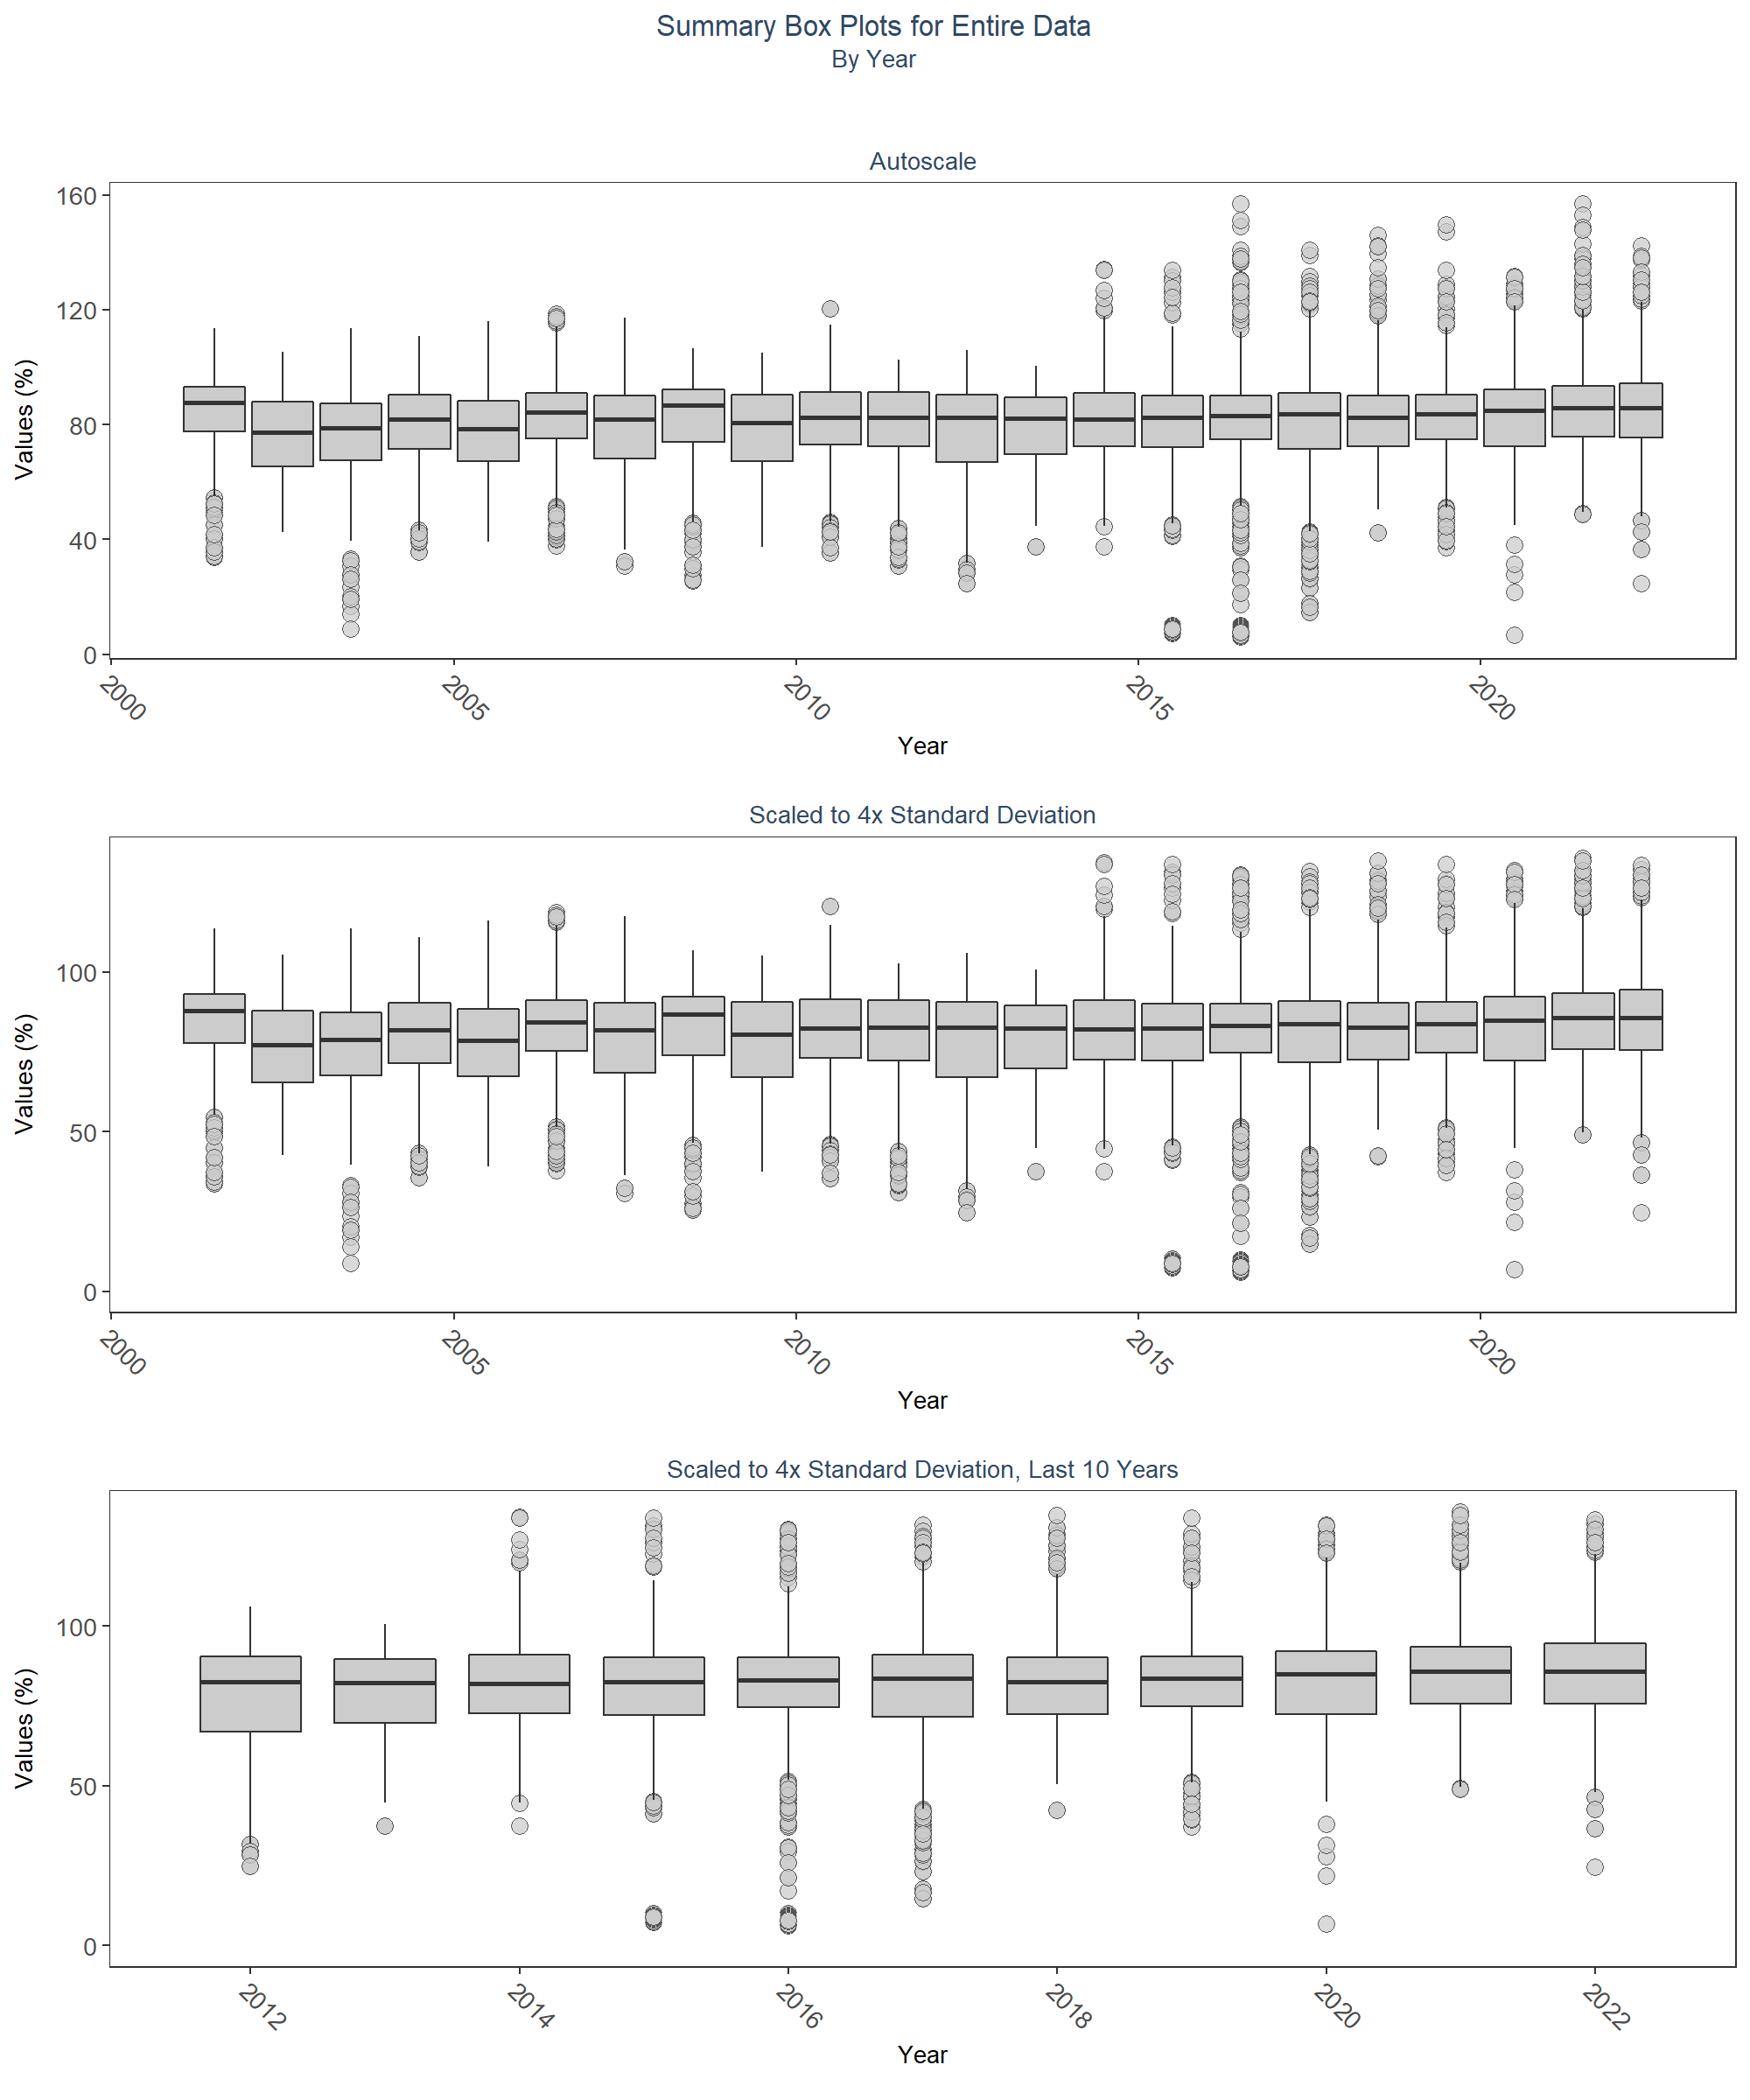 Summary Box Plots for Entire Data
By Year
Autoscale
Values (%)
160
120
80
40
0
2000
2005
2010
2015
2020
Year
Scaled to 4x Standard Deviation
Values (%)
100
50
0
2000
2005
2010
2015
2020
Year
Scaled to 4x Standard Deviation, Last 10 Years
Values (%)
100
50
0
2012
2014
2016
2018
2020
2022
Year